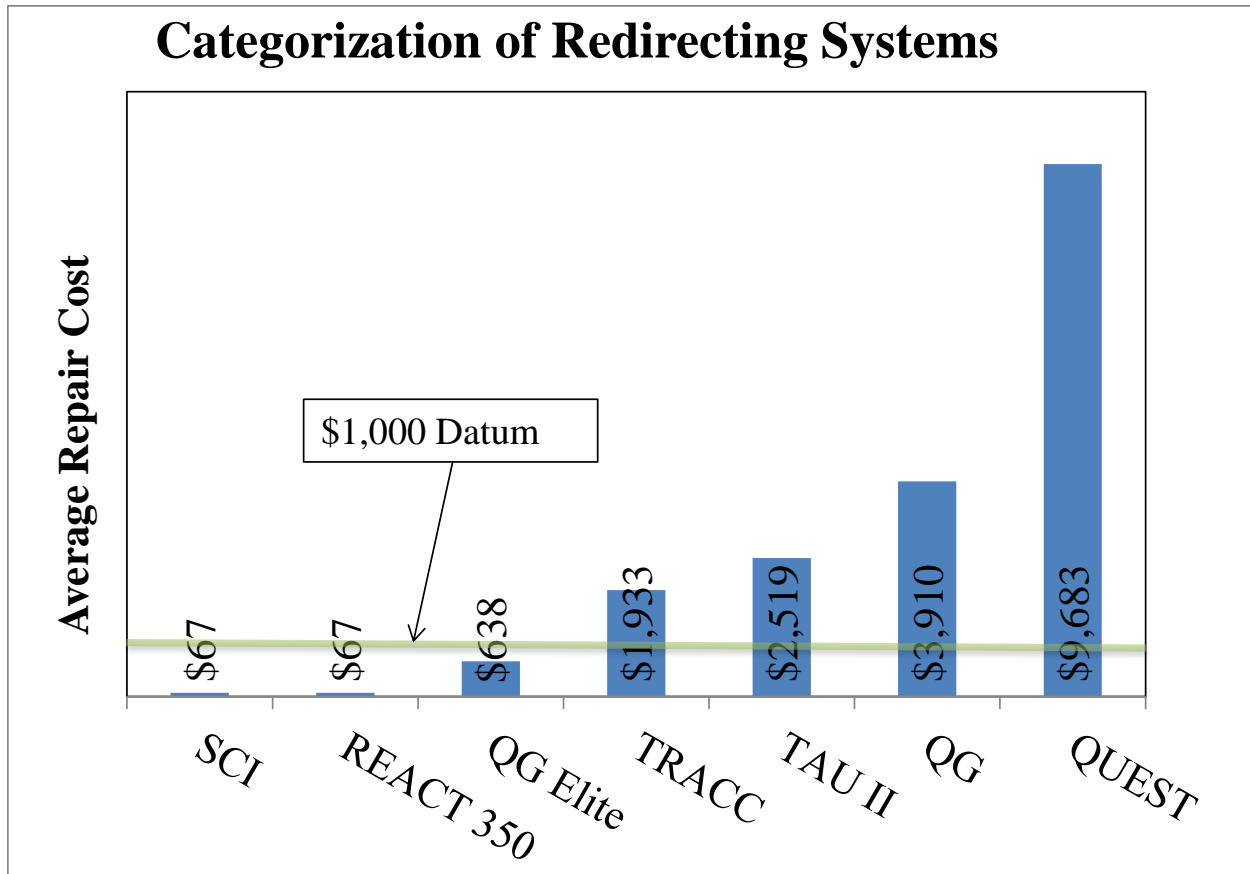 Categorization of Redirecting Systems
Average Repair Cost
$1,000 Datum
$67
$67
$638
$1,933
$2,519
$3,910
$9,683
SCI
REACT 350
QG Elite
TRACC
TAU II
QG
QUEST